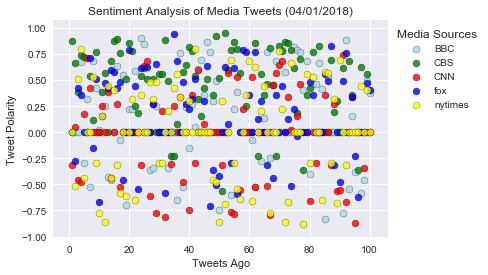 Sentiment Analysis of Media Tweets (04/01/2018)
Media Sources
BBC
CBS
CNN
fox
nytimes
Tweet Polarity
1.00
0.75
0.50
0.25
0.00
−0.25
−0.50
−0.75
−1.00
0 20 40 60 80 100
Tweets Ago